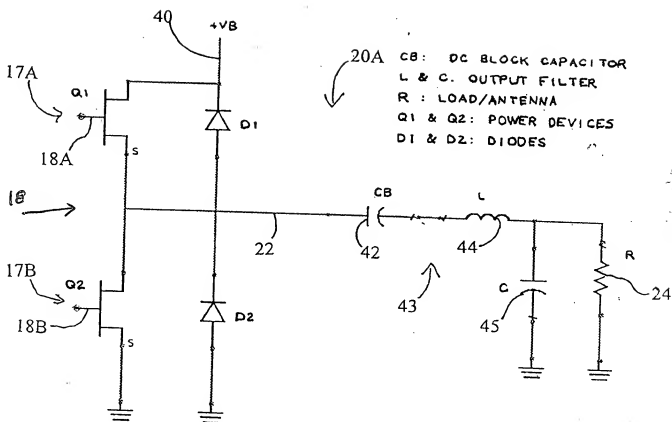 40
+VB
20A
CB: DC BLOCK CAPACITOR
L & C. OUTPUT FILTER
R : LOAD/ANTENNA
Q1 & Q2: POWER DEVICES
D1 & D2: DIODES
17A
Q1
D1
18A
S
18
CB
L
22
42
44
R
17B
Q2
24
C
43
45
D2
18B
S